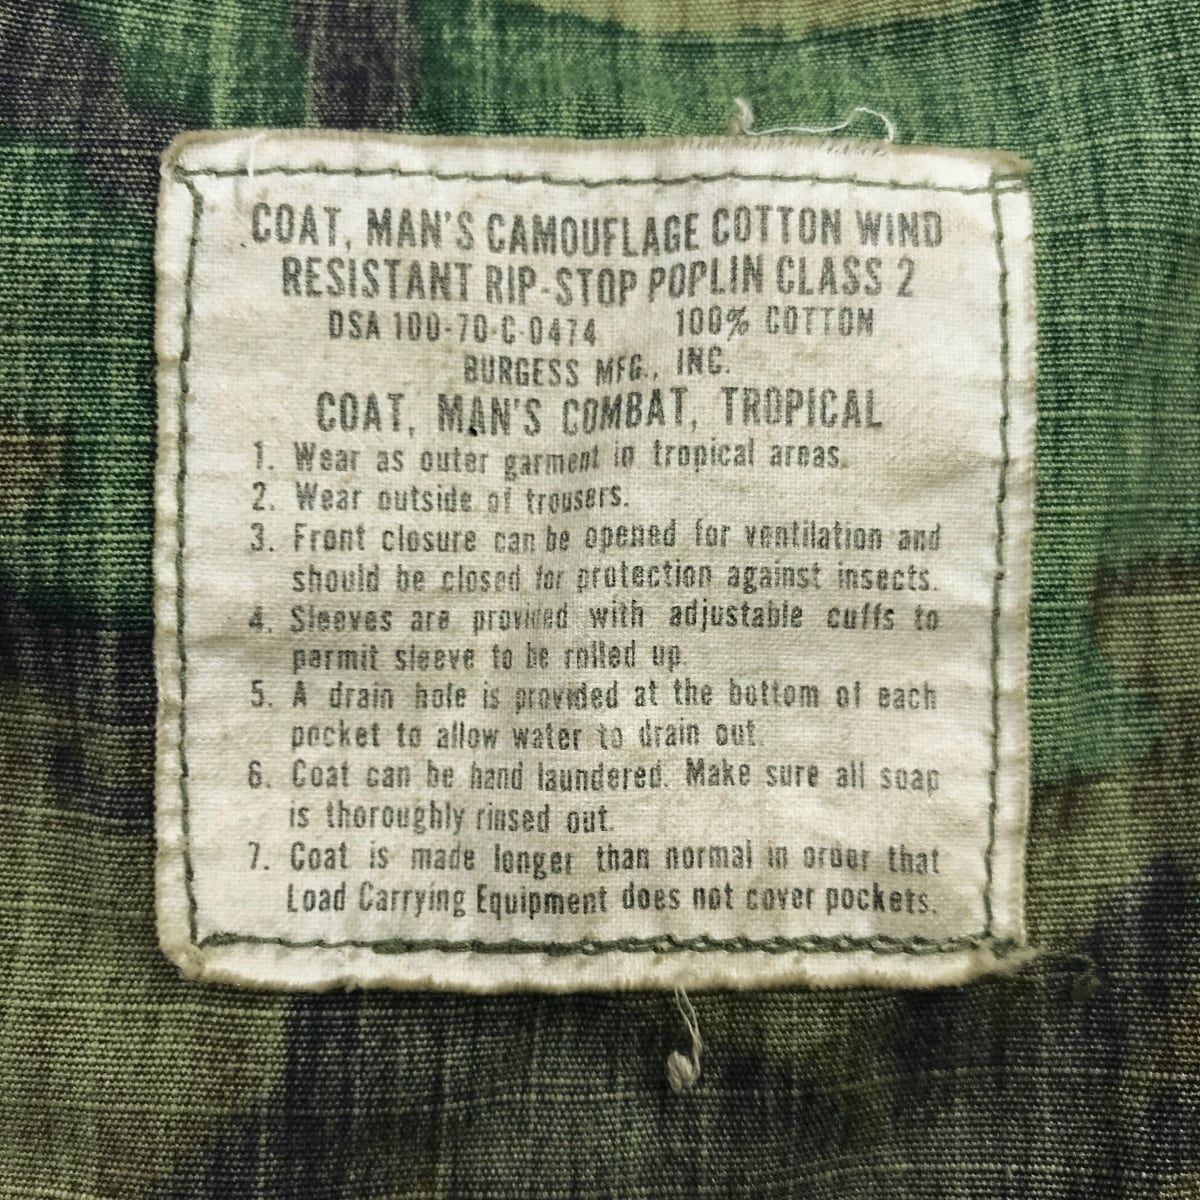 COAT, MAN'S CAMOUFLAGE COTTON WIND
RESISTANT RIP-STOP POPLIN CLASS 2
DSA 100-70-C-0474 100% COTTON
BURGESS MFG., INC.
COAT, MAN'S COMBAT, TROPICAL
1. Wear as outer garment in tropical areas.
2. Wear outside of trousers.
3. Front closure can be opened for ventilation and
should be closed for protection against insects.
4. Sleeves are provided with adjustable cuffs to
permit sleeve to be rolled up.
5. A drain hole is provided at the bottom of each
pocket to allow water to drain out.
6. Coat can be hand laundered. Make sure all soap
is thoroughly rinsed out.
7. Coat is made longer than normal in order that
Load Carrying Equipment does not cover pockets.